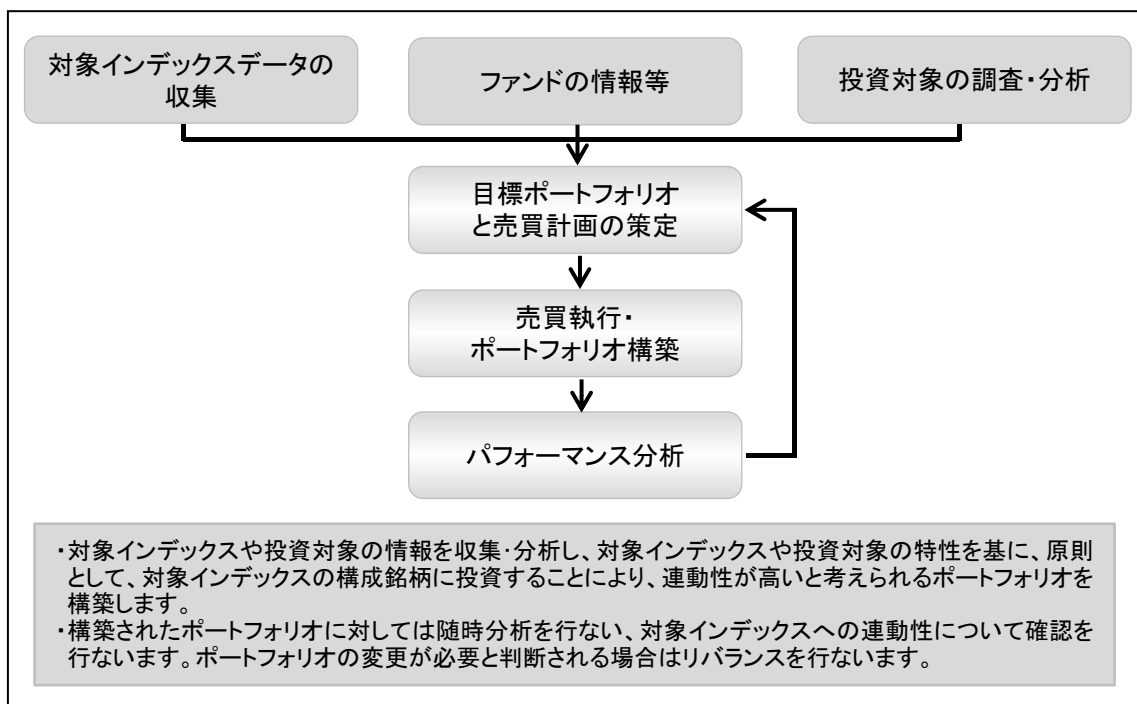 対象インデックスデータの
収集
ファンドの情報等
投資対象の調査・分析
目標ポートフォリオ
と売買計画の策定
売買執行・
ポートフォリオ構築
パフォーマンス分析
・対象インデックスや投資対象の情報を収集・分析し、対象インデックスや投資対象の特性を基に、原則
として、対象インデックスの構成銘柄に投資することにより、連動性が高いと考えられるポートフォリオを
構築します。
・構築されたポートフォリオに対しては随時分析を行ない、対象インデックスへの連動性について確認を
行ないます。ポートフォリオの変更が必要と判断される場合はリバランスを行ないます。